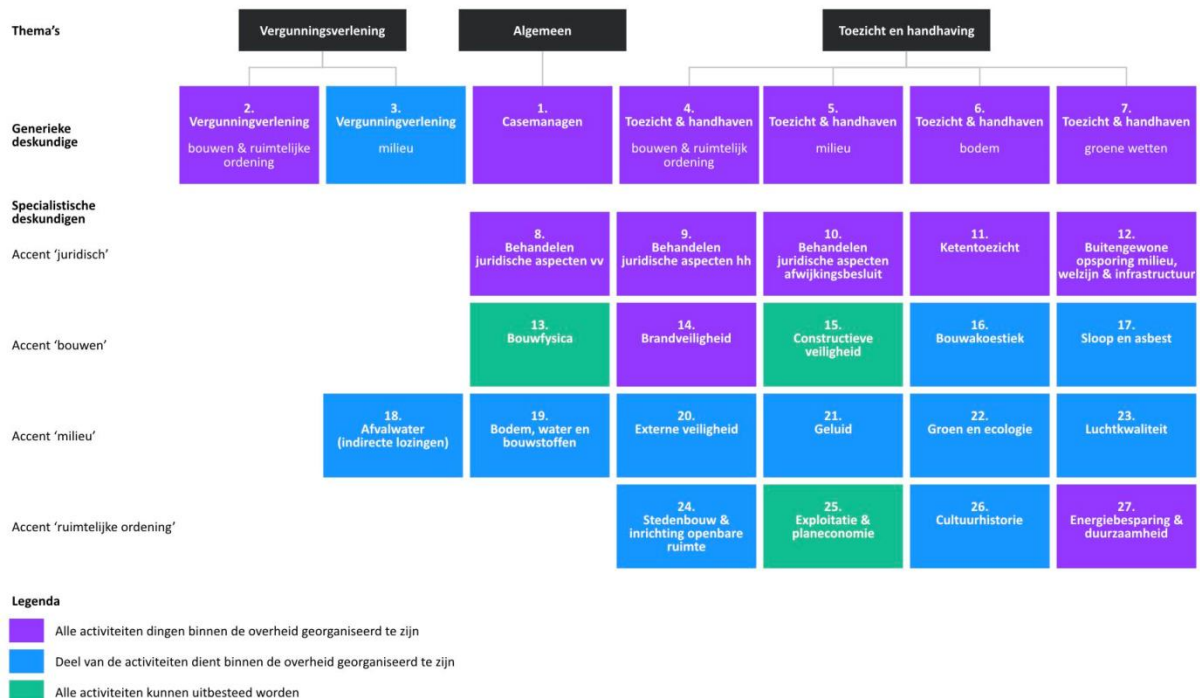 Thema's
Vergunningsverlening
Algemeen
Toezicht en handhaving
Generieke
deskundige
2.
Vergunningverlening
bouwen & ruimtelijke
ordening
3.
Vergunningverlening
milieu
1.
Casemanagen
4.
Toezicht & handhaven
bouwen & ruimtelijk
ordening
5.
Toezicht & handhaven
milieu
6.
Toezicht & handhaven
bodem
7.
Toezicht & handhaven
groene wetten
Specialistische
deskundigen
Accent ‘juridisch’
8.
Behandelen
juridische aspecten vv
9.
Behandelen
juridische aspecten hh
10.
Behandelen
juridische aspecten
afwijkingsbesluit
11.
Ketentoezicht
12.
Buitengewone
opsporing milieu,
welzijn & infrastructuur
Accent ‘bouwen’
13.
Bouwfysica
14.
Brandveiligheid
15.
Constructieve
veiligheid
16.
Bouwakoestiek
17.
Sloop en asbest
Accent ‘milieu’
18.
Afvalwater
(indirecte lozingen)
19.
Bodem, water en
bouwstoffen
20.
Externe veiligheid
21.
Geluid
22.
Groen en ecologie
23.
Luchtkwaliteit
Accent ‘ruimtelijke ordening’
24.
Stedenbouw &
inrichting openbare
ruimte
25.
Exploitatie &
planeconomie
26.
Cultuurhistorie
27.
Energiebesparing &
duurzaamheid
Legenda
Alle activiteiten dingen binnen de overheid georganiseerd te zijn
Deel van de activiteiten dient binnen de overheid georganiseerd te zijn
Alle activiteiten kunnen uitbesteed worden